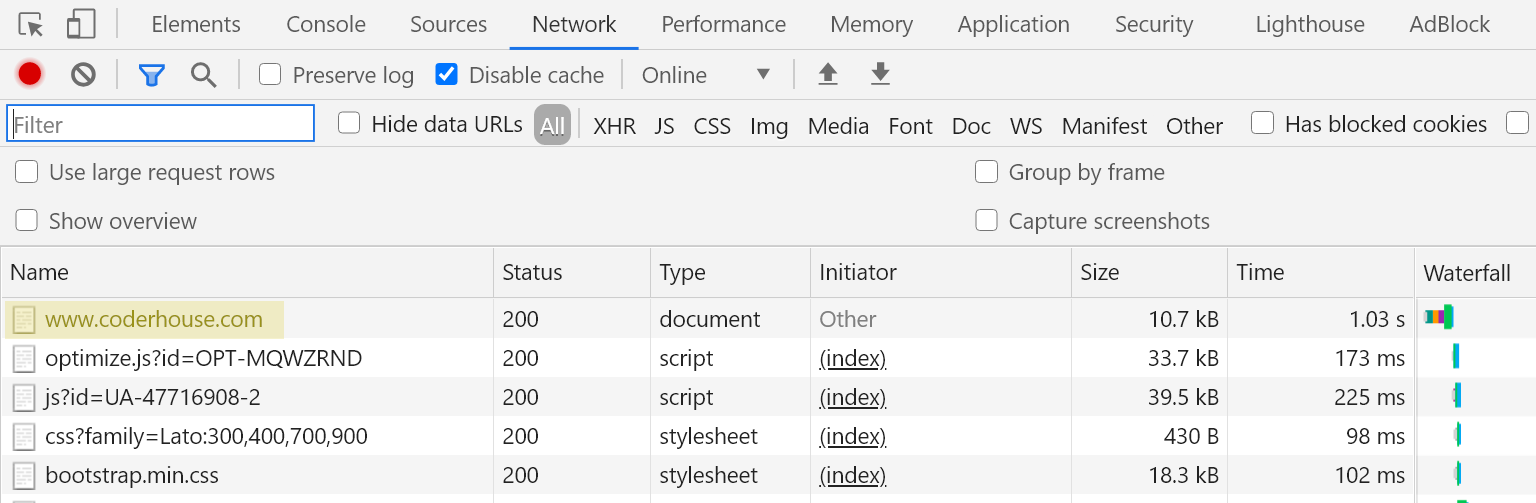 Elements Console Sources Network Performance Memory Application Security Lighthouse AdBlock
Preserve log Disable cache Online
Filter Hide data URLs All XHR JS CSS Img Media Font Doc WS Manifest Other Has blocked cookies
Use large request rows Group by frame
Show overview Capture screenshots
Name Status Type Initiator Size Time Waterfall
www.coderhouse.com 200 document Other 10.7 kB 1.03 s
optimize.js?id=OPT-MQWZRND 200 script (index) 33.7 kB 173 ms
js?id=UA-47716908-2 200 script (index) 39.5 kB 225 ms
css?family=Lato:300,400,700,900 200 stylesheet (index) 430 B 98 ms
bootstrap.min.css 200 stylesheet (index) 18.3 kB 102 ms